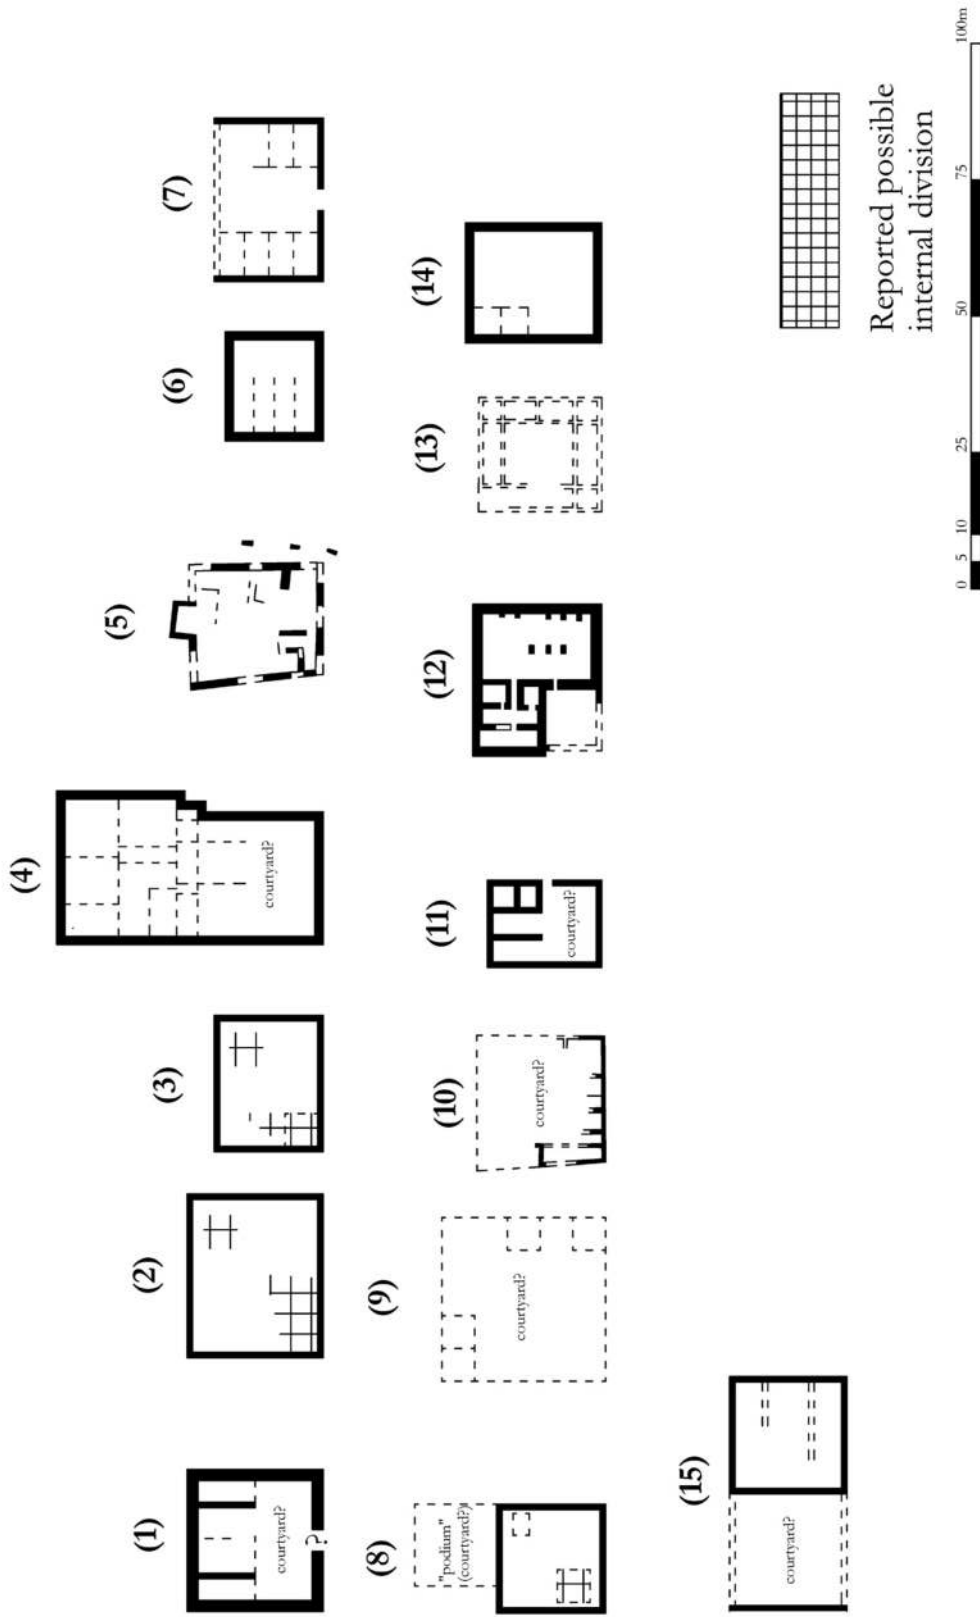 (1)
courtyard?
?
(2)
(3)
(4)
courtyard?
(5)
(6)
(7)
(8)
"podium"
(courtyard?)
(9)
courtyard?
(10)
courtyard?
(11)
courtyard?
(12)
(13)
(14)
(15)
courtyard?
Reported possible
internal division
0 5 10 25 50 75 100m